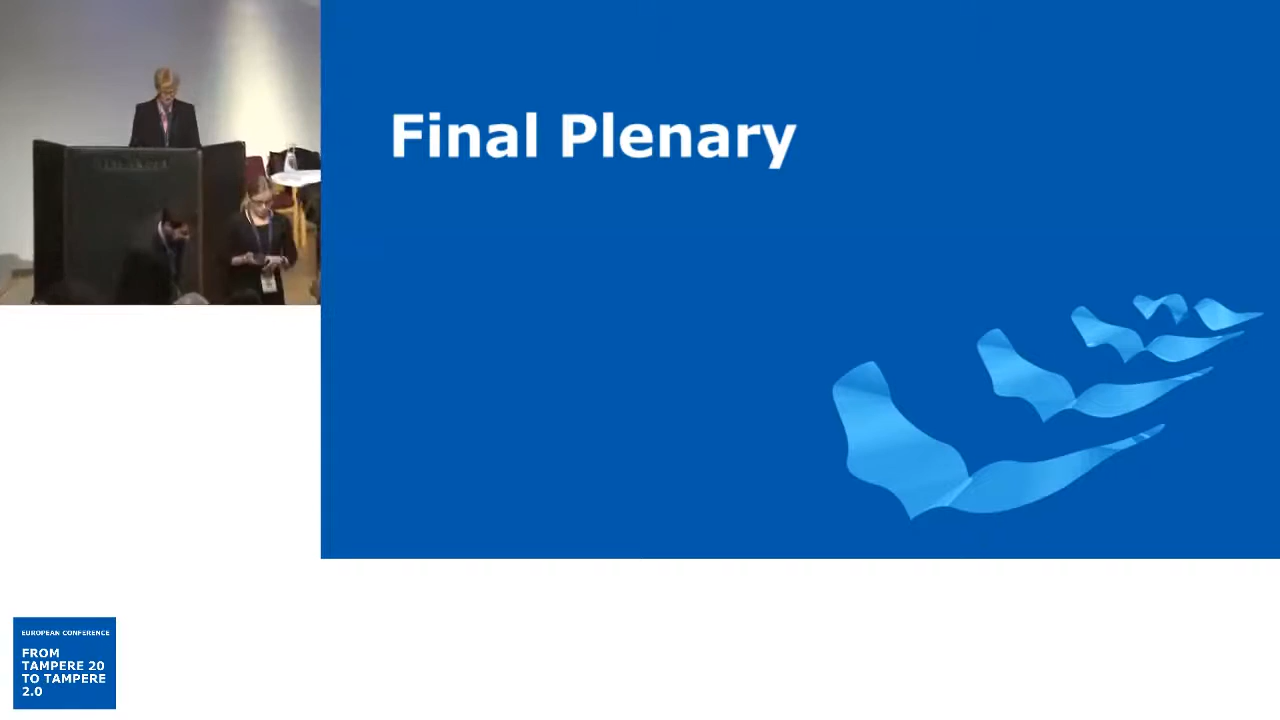 Final Plenary
EUROPEAN CONFERENCE
FROM
TAMPERE 20
TO TAMPERE
2.0